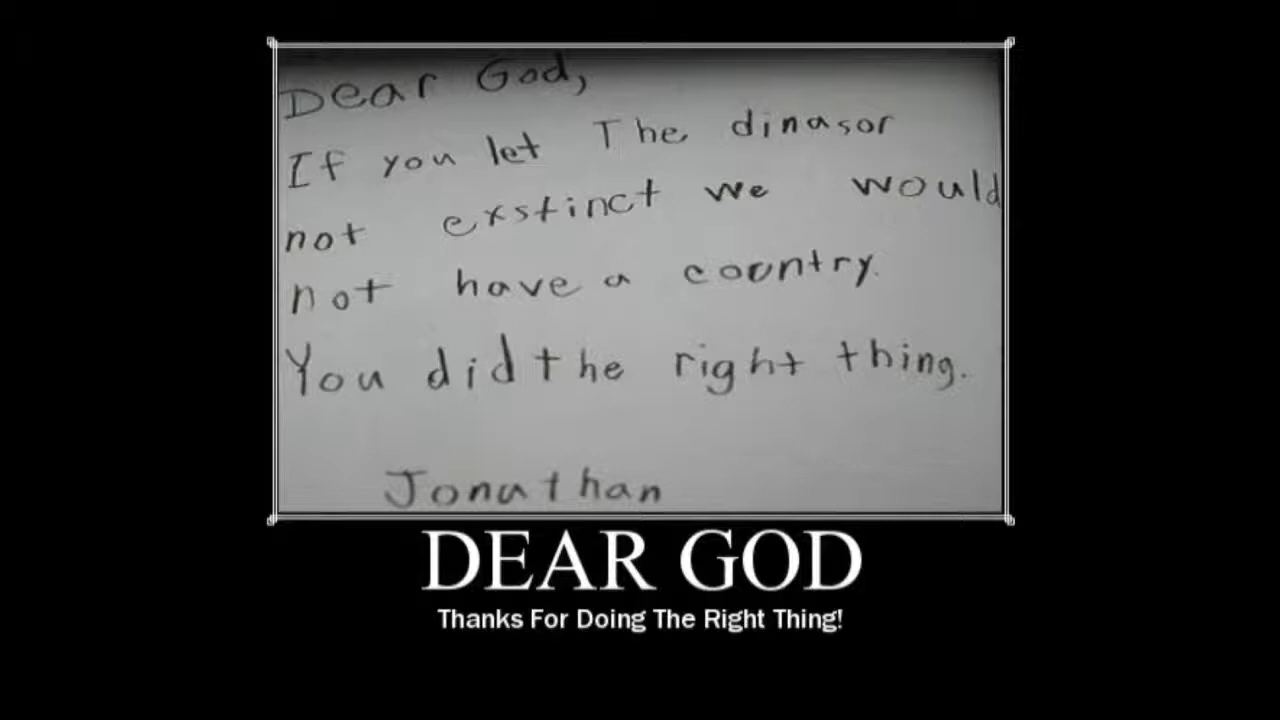 Dear God,
If you let The dinasor
not exstinct we would
not have a country.
You did the right thing.
Jonathan
DEAR GOD
Thanks For Doing The Right Thing!